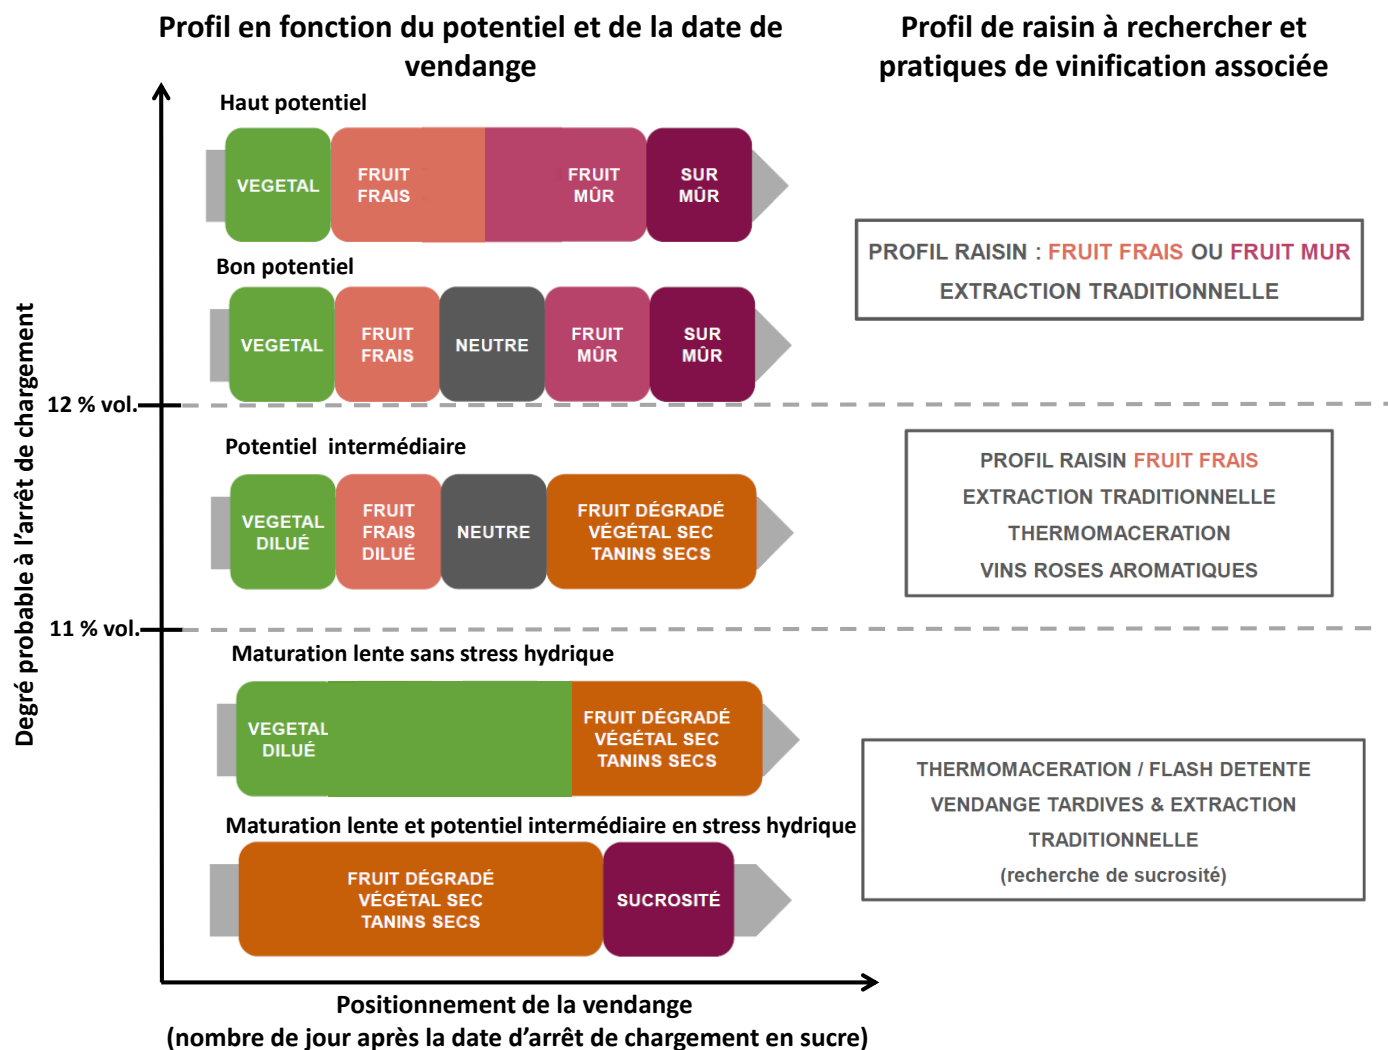 Profil en fonction du potentiel et de la date de
vendange
Profil de raisin à rechercher et
pratiques de vinification associée
Degré probable à l'arrêt de chargement
Haut potentiel
VEGETAL
FRUIT
FRAIS
FRUIT
MÛR
SUR
MÛR
Bon potentiel
VEGETAL
FRUIT
FRAIS
NEUTRE
FRUIT
MÛR
SUR
MÛR
PROFIL RAISIN : FRUIT FRAIS OU FRUIT MUR
EXTRACTION TRADITIONNELLE
12 % vol.
Potentiel intermédiaire
VEGETAL
DILUÉ
FRUIT
FRAIS
DILUÉ
NEUTRE
FRUIT DÉGRADÉ
VÉGÉTAL SEC
TANINS SECS
PROFIL RAISIN FRUIT FRAIS
EXTRACTION TRADITIONNELLE
THERMOMACERATION
VINS ROSES AROMATIQUES
11 % vol.
Maturation lente sans stress hydrique
VEGETAL
DILUÉ
FRUIT DÉGRADÉ
VÉGÉTAL SEC
TANINS SECS
Maturation lente et potentiel intermédiaire en stress hydrique
FRUIT DÉGRADÉ
VÉGÉTAL SEC
TANINS SECS
SUCROSITÉ
THERMOMACERATION / FLASH DETENTE
VENDANGE TARDIVES & EXTRACTION
TRADITIONNELLE
(recherche de sucrosité)
Positionnement de la vendange
(nombre de jour après la date d'arrêt de chargement en sucre)